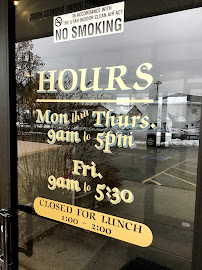 IN ACCORDANCE WITH
THE UTAH INDOOR CLEAN AIR ACT
NO SMOKING
HOURS
Mon thru Thurs.
9am to 5pm
Fri.
9am to 5:30
CLOSED FOR LUNCH
1:00 - 2:00